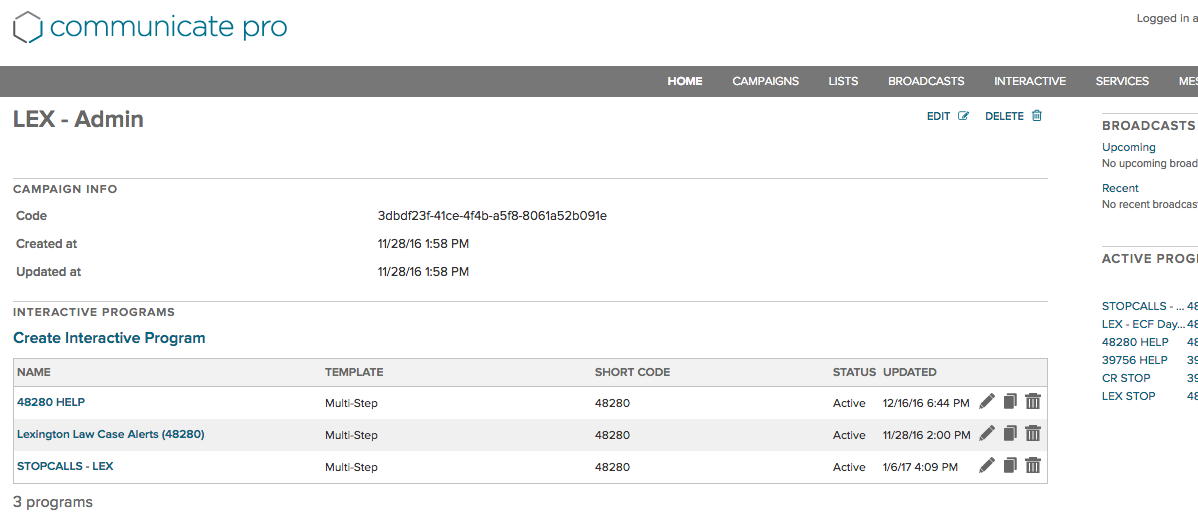 communicate pro
Logged in a
HOME CAMPAIGNS LISTS BROADCASTS INTERACTIVE SERVICES MES
LEX - Admin
EDIT DELETE
CAMPAIGN INFO
Code 3dbdf23f-41ce-4f4b-a5f8-8061a52b091e
Created at 11/28/16 1:58 PM
Updated at 11/28/16 1:58 PM
INTERACTIVE PROGRAMS
Create Interactive Program
NAME TEMPLATE SHORT CODE STATUS UPDATED
48280 HELP Multi-Step 48280 Active 12/16/16 6:44 PM
Lexington Law Case Alerts (48280) Multi-Step 48280 Active 11/28/16 2:00 PM
STOPCALLS - LEX Multi-Step 48280 Active 1/6/17 4:09 PM
3 programs
BROADCASTS
Upcoming
No upcoming broad
Recent
No recent broadcas
ACTIVE PROG
STOPCALLS - ... 48
LEX - ECF Day... 48
48280 HELP 48
39756 HELP 39
CR STOP 39
LEX STOP 48